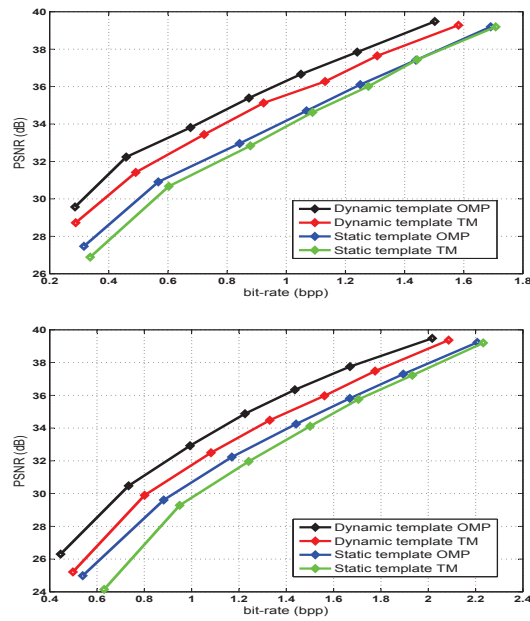 40
38
36
34
32
30
28
26
PSNR (dB)
Dynamic template OMP
Dynamic template TM
Static template OMP
Static template TM
0.2 0.4 0.6 0.8 1 1.2 1.4 1.6 1.8
bit-rate (bpp)
40
38
36
34
32
30
28
26
24
PSNR (dB)
Dynamic template OMP
Dynamic template TM
Static template OMP
Static template TM
0.4 0.6 0.8 1 1.2 1.4 1.6 1.8 2 2.2 2.4
bit-rate (bpp)